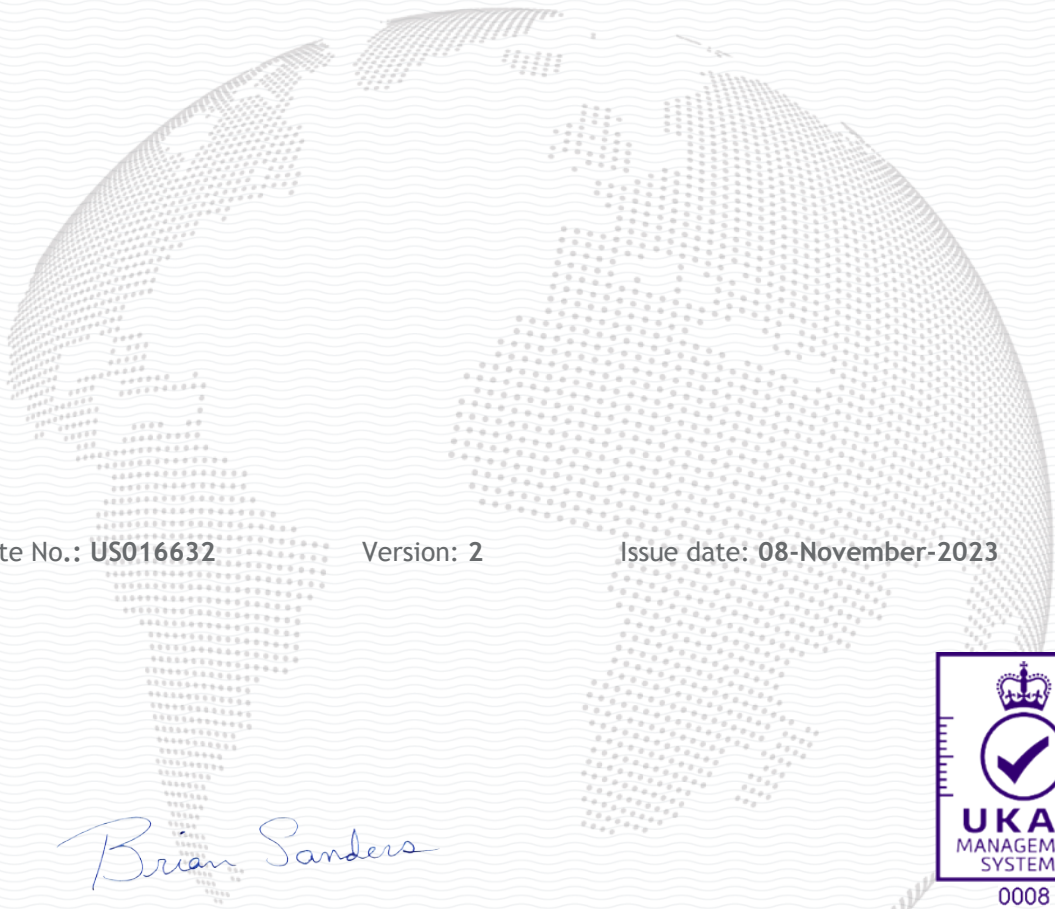 te No.: US016632 Version: 2 Issue date: 08-November-2023
Brian Sanders
UKA
MANAGEM
SYSTEM
0008